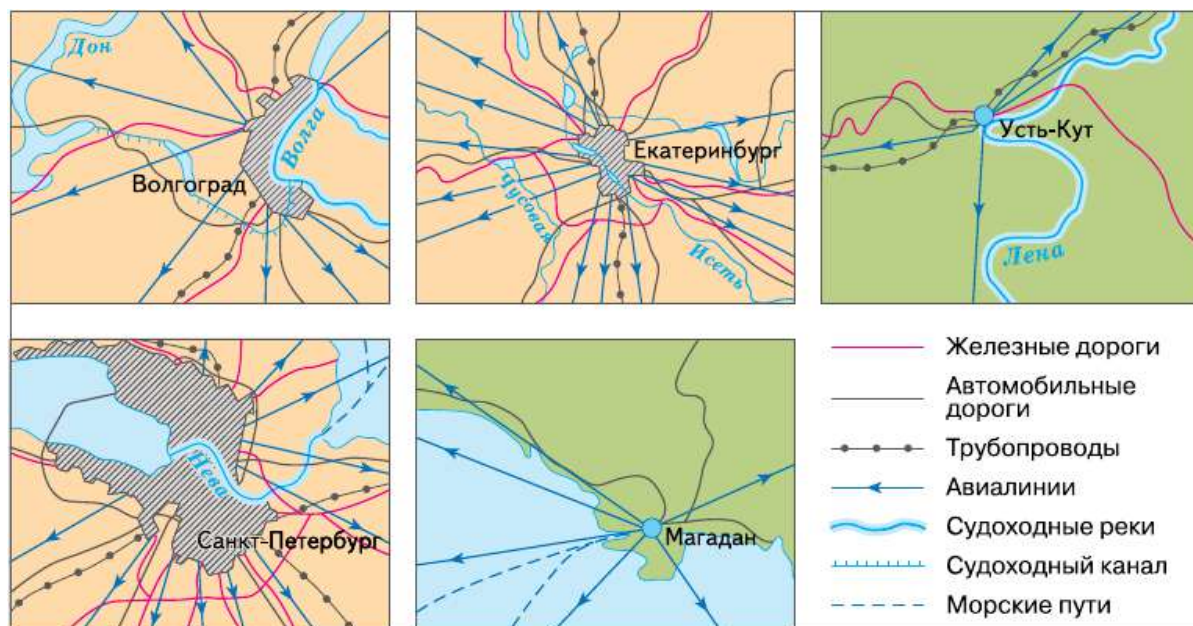 Дон
Волга
Волгоград
Екатеринбург
Чусовая
Исеть
Усть-Кут
Лена
Нева
Санкт-Петербург
Магадан
Железные дороги
Автомобильные
дороги
Трубопроводы
Авиалинии
Судоходные реки
Судоходный канал
Морские пути